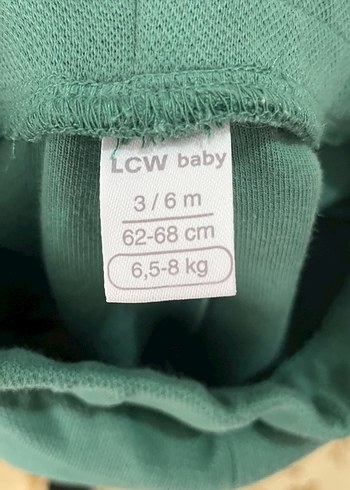 LCW baby
3 / 6 m
62-68 cm
6,5-8 kg